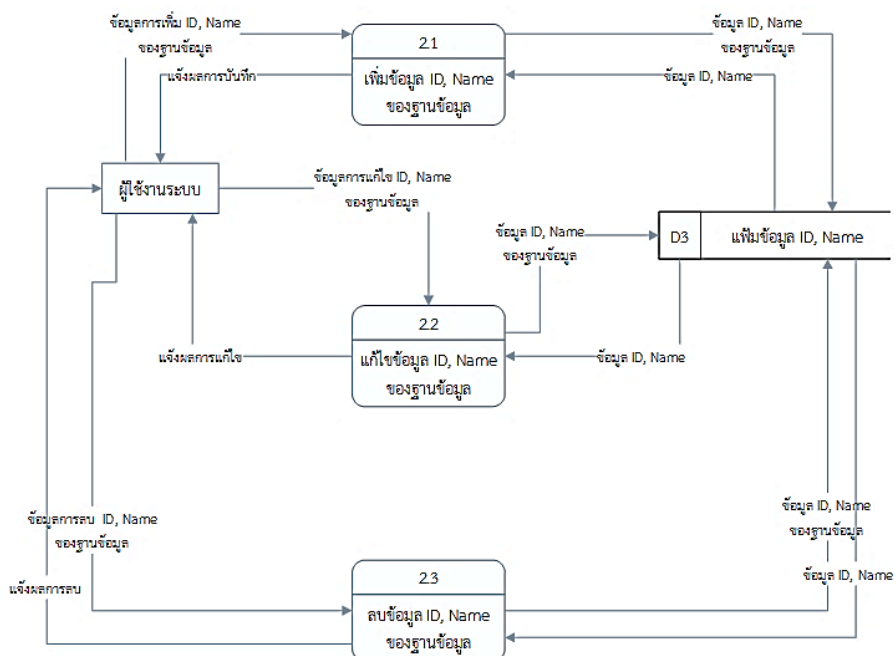 ข้อมูลการเพิ่ม ID, Name
ของฐานข้อมูล
2.1
เพิ่มข้อมูล ID, Name
ของฐานข้อมูล
ข้อมูล ID, Name
ของฐานข้อมูล
แจ้งผลการบันทึก
ข้อมูล ID, Name
ผู้ใช้งานระบบ
ข้อมูลการแก้ไข ID, Name
ของฐานข้อมูล
ข้อมูล ID, Name
ของฐานข้อมูล
D3
แฟ้มข้อมูล ID, Name
2.2
แก้ไขข้อมูล ID, Name
ของฐานข้อมูล
แจ้งผลการแก้ไข
ข้อมูล ID, Name
ข้อมูลการลบ ID, Name
ของฐานข้อมูล
ข้อมูล ID, Name
ของฐานข้อมูล
แจ้งผลการลบ
2.3
ลบข้อมูล ID, Name
ของฐานข้อมูล
ข้อมูล ID, Name